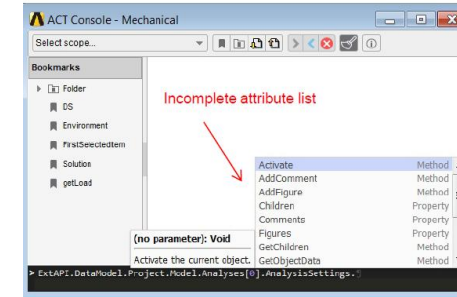 ACT Console - Mechanical
Select scope...
Bookmarks
Folder
DS
Environment
FirstSelectedItem
Solution
getLoad
Incomplete attribute list
Activate Method
AddComment Method
AddFigure Method
Children Property
Comments Property
Figures Property
GetChildren Method
GetObjectData Method
(no parameter): Void
Activate the current object.
> ExtAPI.DataModel.Project.Model.Analyses[0].AnalysisSettings.